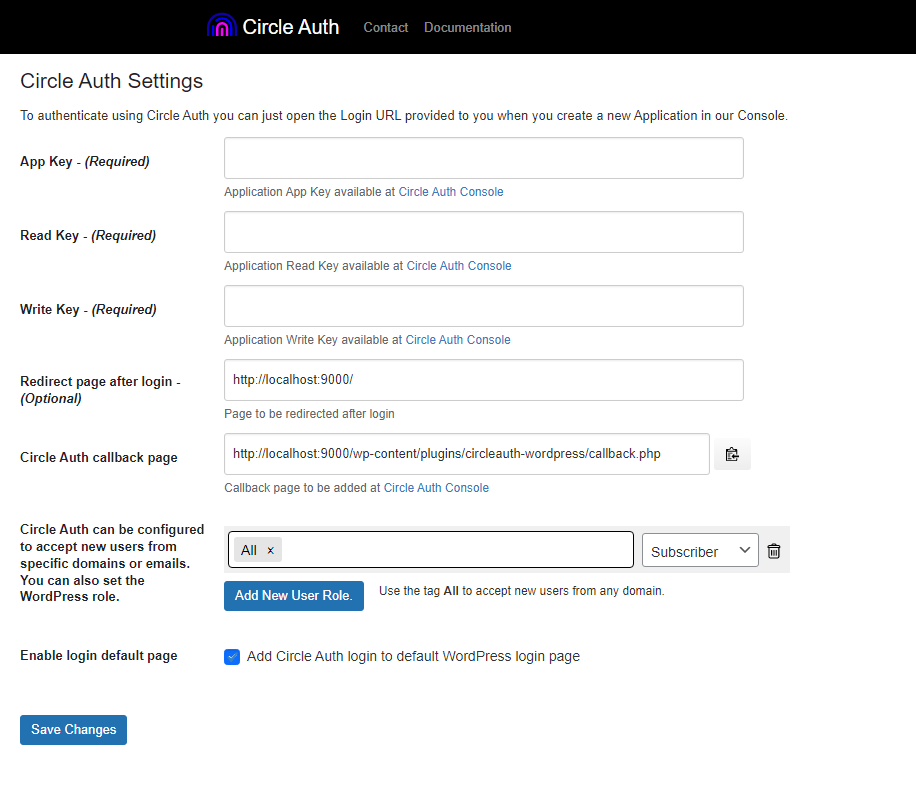 Circle Auth Contact Documentation
Circle Auth Settings
To authenticate using Circle Auth you can just open the Login URL provided to you when you create a new Application in our Console.
App Key - (Required)
Application App Key available at Circle Auth Console
Read Key - (Required)
Application Read Key available at Circle Auth Console
Write Key - (Required)
Application Write Key available at Circle Auth Console
Redirect page after login -
(Optional)
http://localhost:9000/
Page to be redirected after login
Circle Auth callback page
http://localhost:9000/wp-content/plugins/circleauth-wordpress/callback.php
Callback page to be added at Circle Auth Console
Circle Auth can be configured
to accept new users from
specific domains or emails.
You can also set the
WordPress role.
All x
Subscriber
Add New User Role.
Use the tag All to accept new users from any domain.
Enable login default page
Add Circle Auth login to default WordPress login page
Save Changes